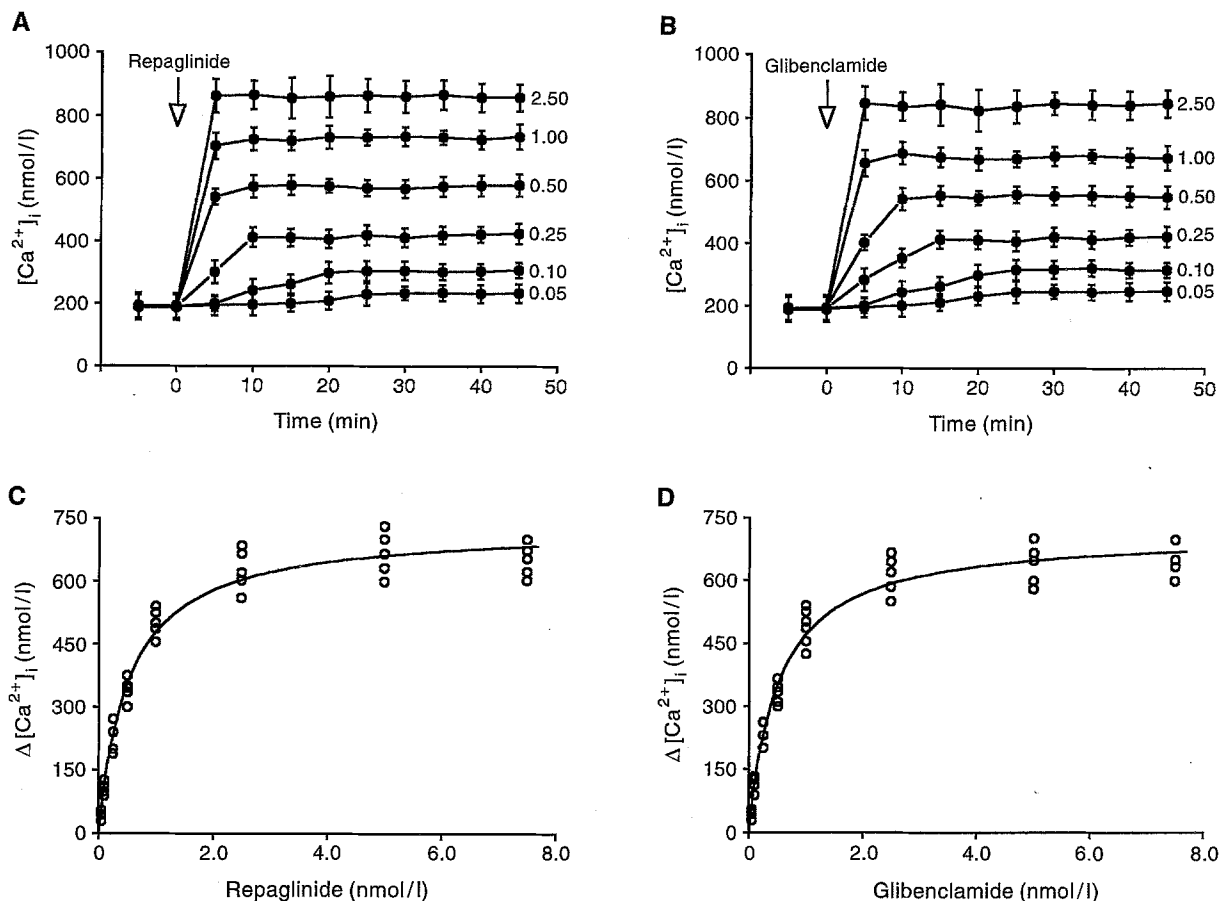 A
Repaglinide
1000
800
600
400
200
0
[Ca2+]i (nmol/l)
2.50
1.00
0.50
0.25
0.10
0.05
0 10 20 30 40 50
Time (min)
B
Glibenclamide
1000
800
600
400
200
0
[Ca2+]i (nmol/l)
2.50
1.00
0.50
0.25
0.10
0.05
0 10 20 30 40 50
Time (min)
C
750
600
450
300
150
0
Δ [Ca2+]i (nmol/l)
0 2.0 4.0 6.0 8.0
Repaglinide (nmol/l)
D
750
600
450
300
150
0
Δ [Ca2+]i (nmol/l)
0 2.0 4.0 6.0 8.0
Glibenclamide (nmol/l)